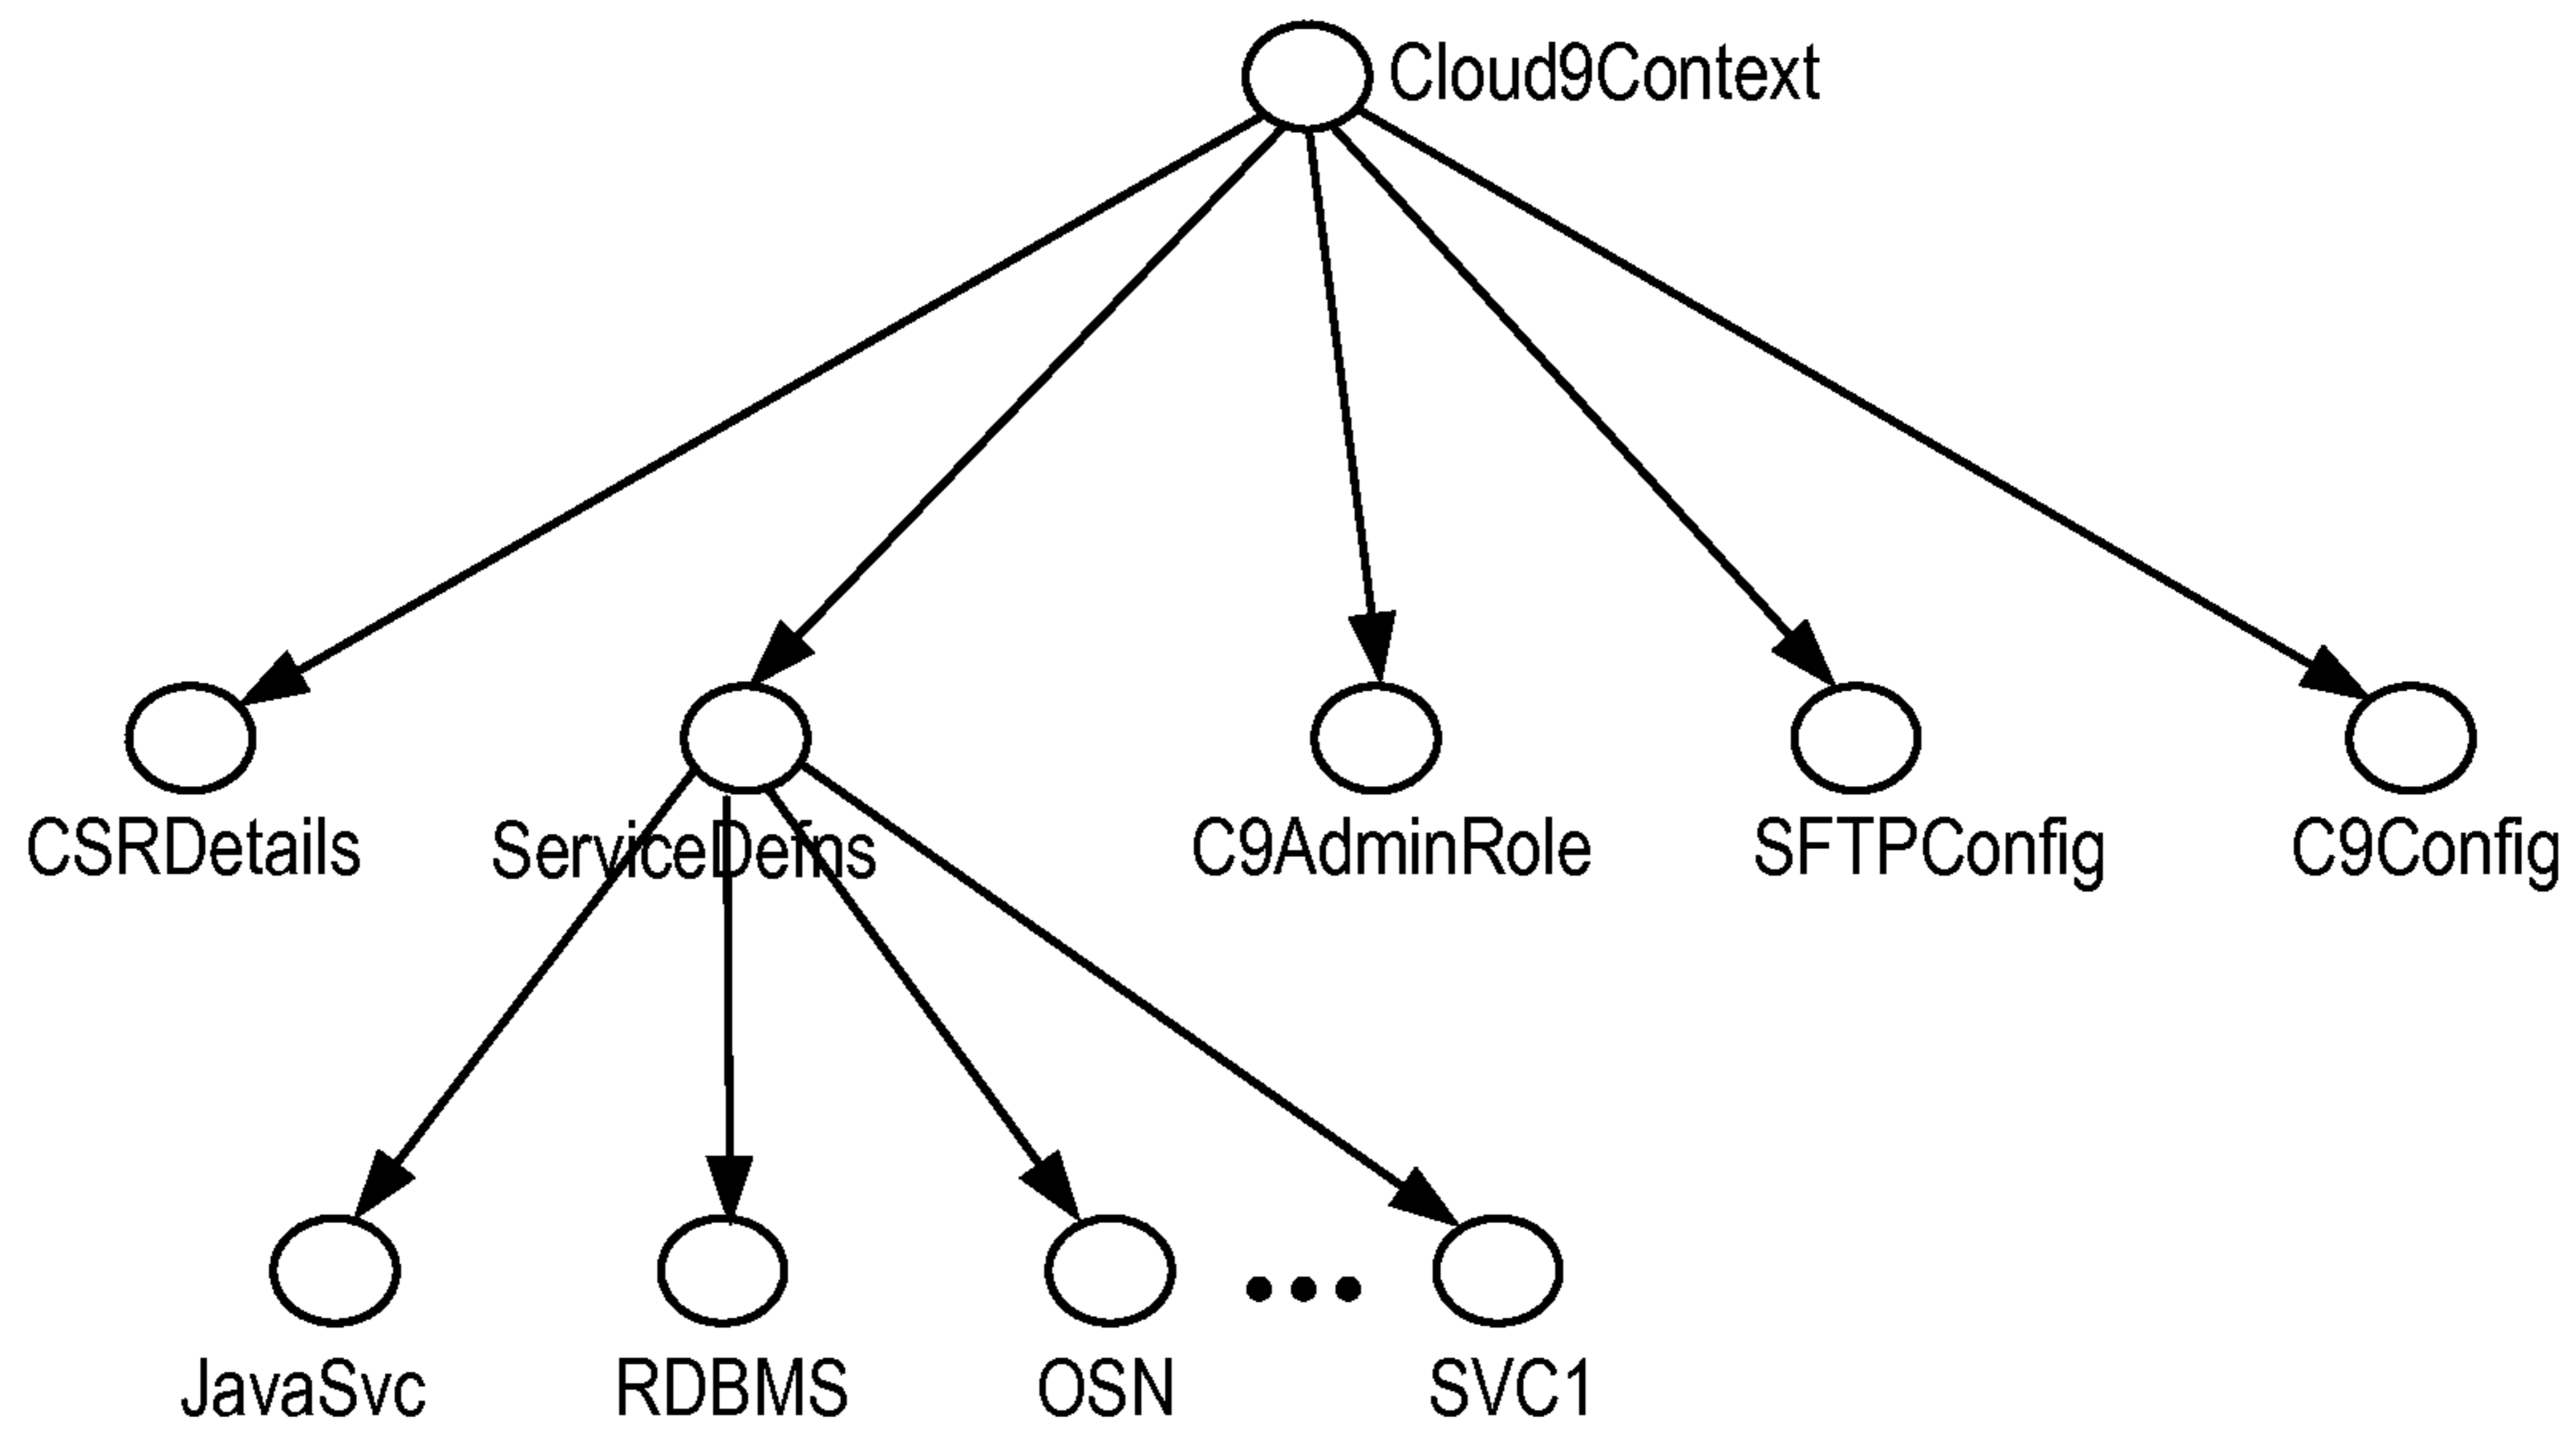 Cloud9Context
CSRDetails
ServiceDefns
C9AdminRole
SFTPConfig
C9Config
JavaSvc
RDBMS
OSN
SVC1